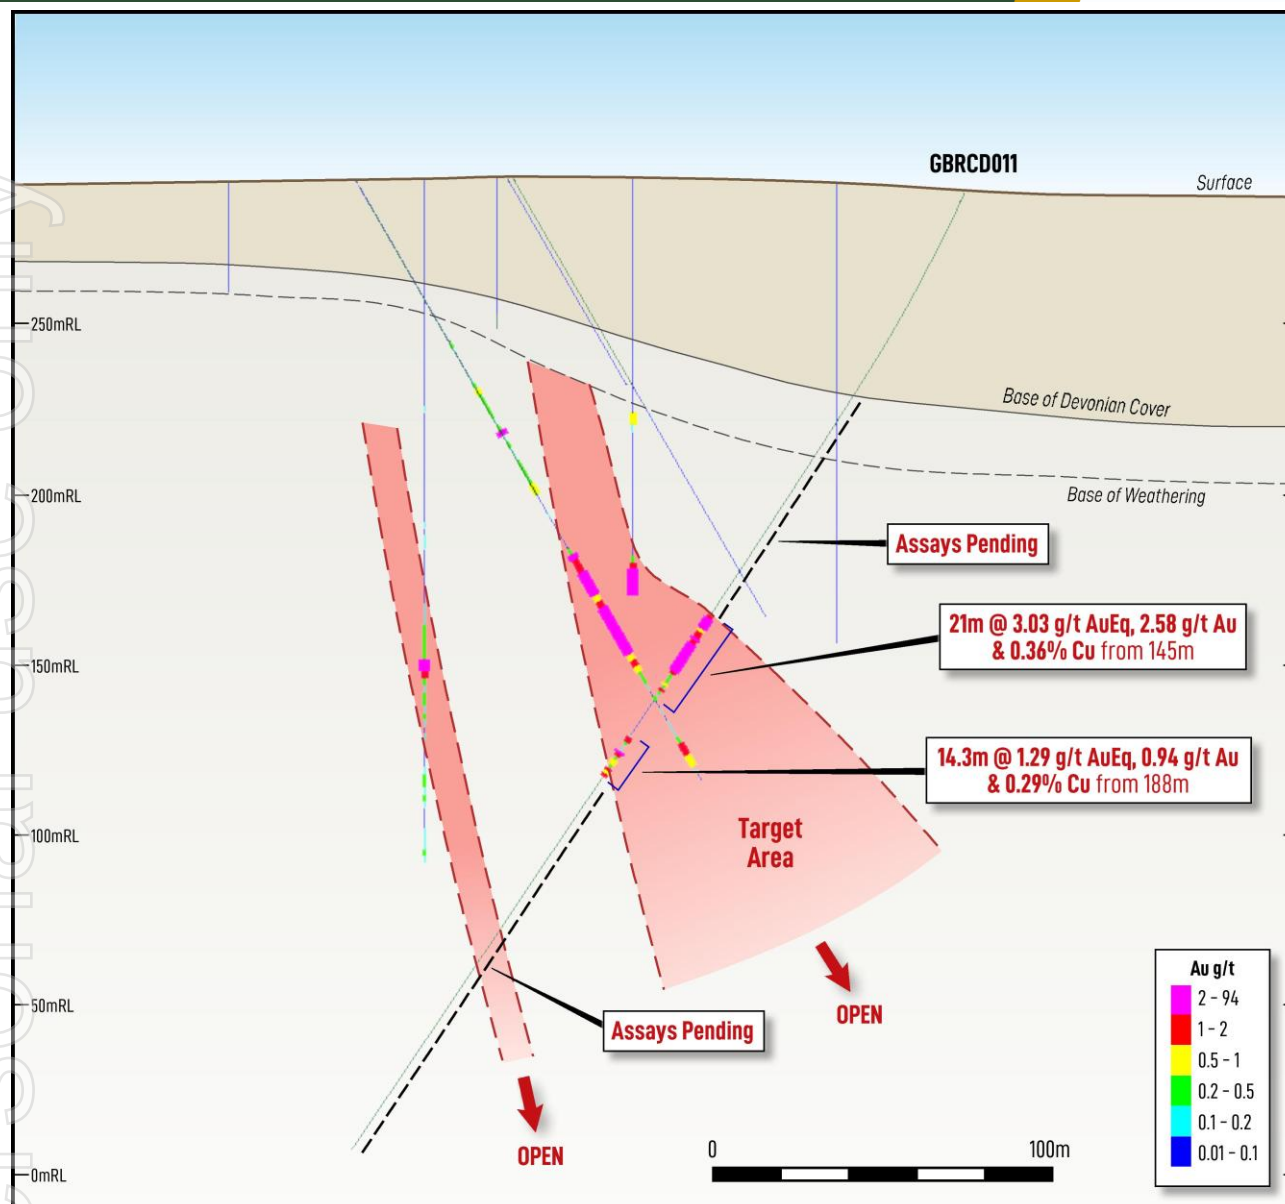 GBRCD011
Surface
250mRL
Base of Devonian Cover
200mRL
Base of Weathering
Assays Pending
21m @ 3.03 g/t AuEq, 2.58 g/t Au
& 0.36% Cu from 145m
150mRL
14.3m @ 1.29 g/t AuEq, 0.94 g/t Au
& 0.29% Cu from 188m
100mRL
Target
Area
50mRL
OPEN
Assays Pending
OPEN
0mRL
0
100m
Au g/t
2 - 94
1 - 2
0.5 - 1
0.2 - 0.5
0.1 - 0.2
0.01 - 0.1